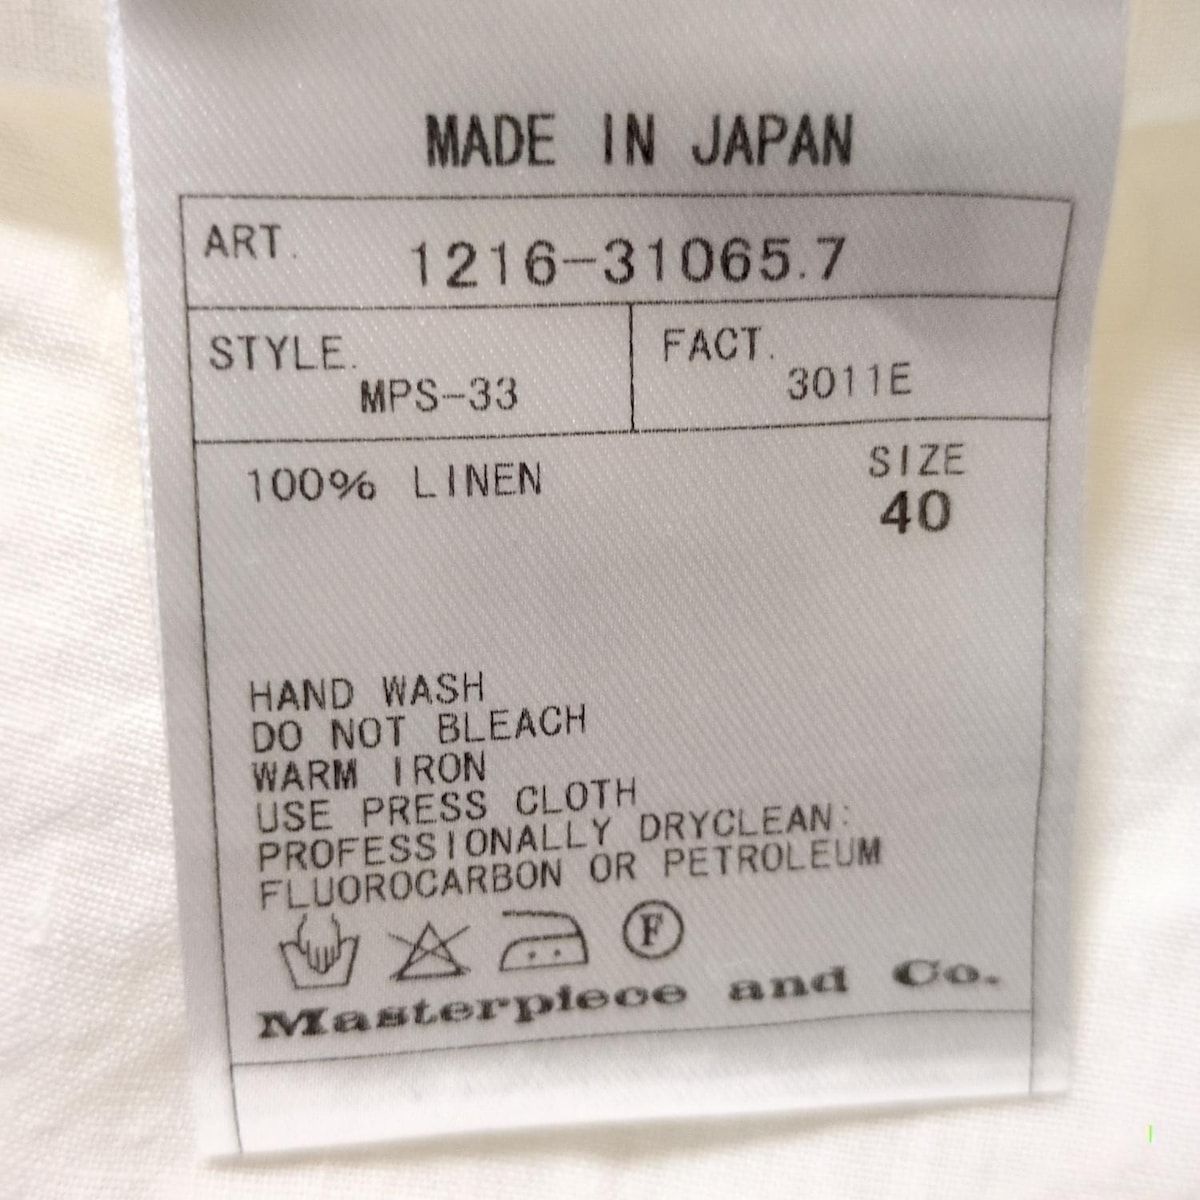 MADE IN JAPAN
ART. 1216-31065.7
STYLE. MPS-33
FACT. 3011E
100% LINEN
SIZE
40
HAND WASH
DO NOT BLEACH
WARM IRON
USE PRESS CLOTH
PROFESSIONALLY DRYCLEAN:
FLUOROCARBON OR PETROLEUM
F
Masterpiece and Co.